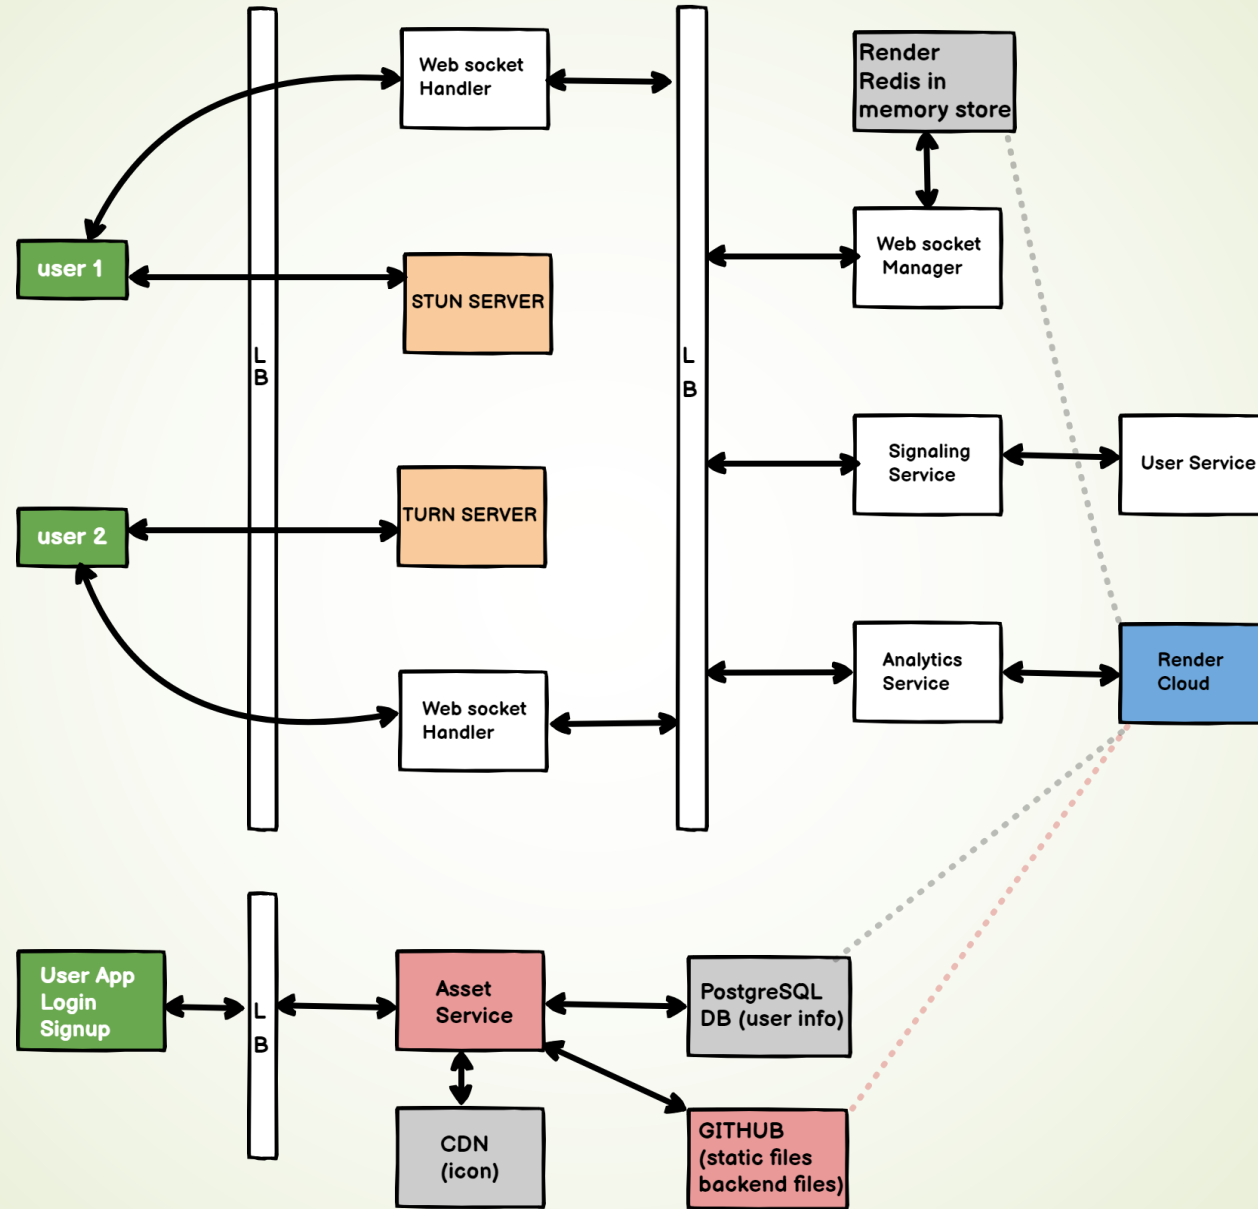 Web socket
Handler
Render
Redis in
memory store
Web socket
Manager
user 1
STUN SERVER
L
B
L
B
Signaling
Service
User Service
TURN SERVER
user 2
Analytics
Service
Render
Cloud
Web socket
Handler
User App
Login
Signup
L
B
Asset
Service
PostgreSQL
DB (user info)
CDN
(icon)
GITHUB
(static files
backend files)